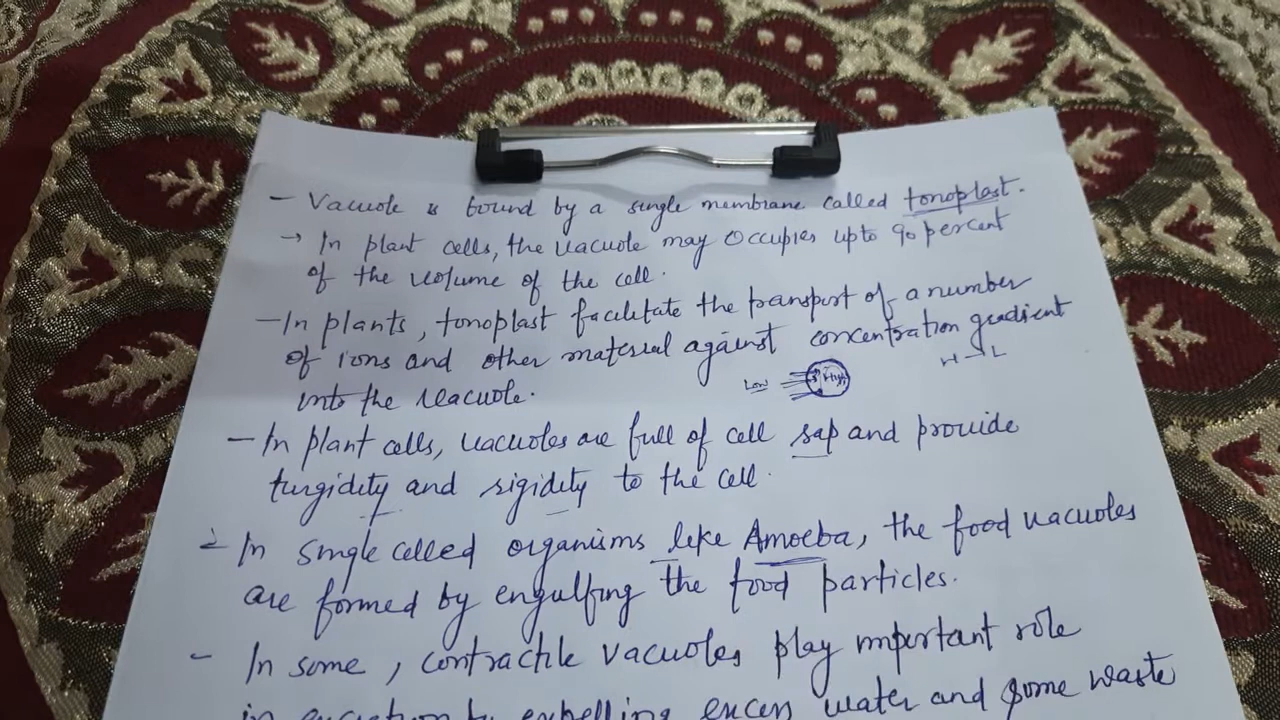 - Vacuole is bound by a single membrane called tonoplast.
→ In plant cells, the vacuole may occupies upto 90 percent
of the volume of the cell.
- In plants, tonoplast facilitate the transport of a number
of ions and other material against concentration gradient
H → L
into the vacuole.
Low High
- In plant cells, vacuoles are full of cell sap and provide
turgidity and rigidity to the cell.
- In single celled organisms like Amoeba, the food vacuoles
are formed by engulfing the food particles.
- In some, contractile vacuoles play important role
in excretion by expelling excess water and some waste